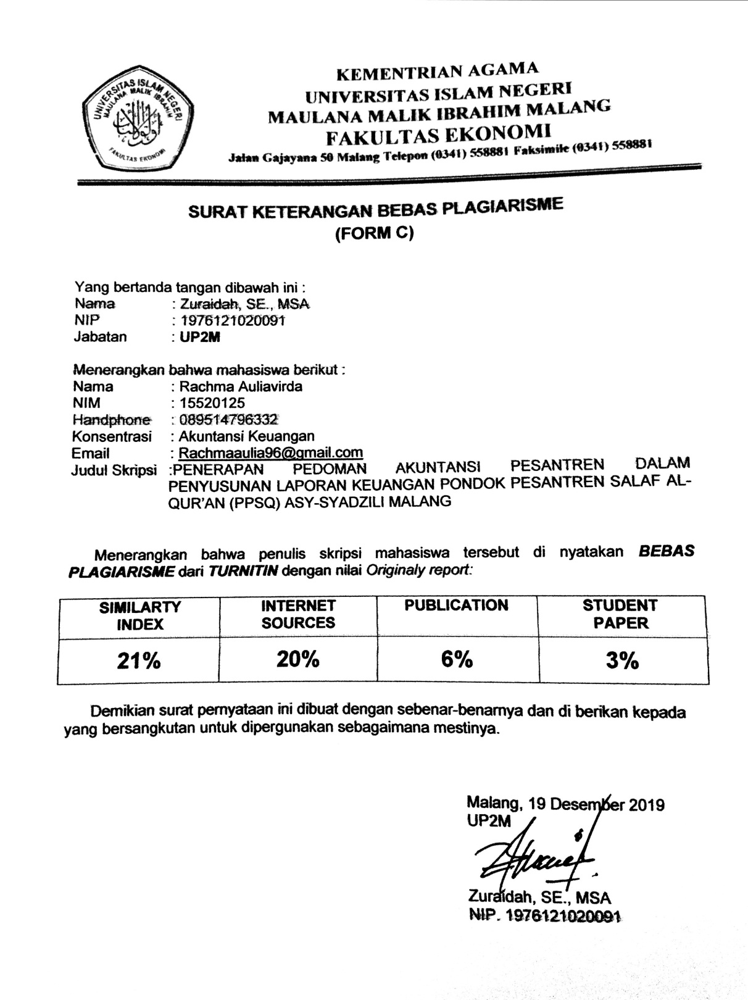 UNIVERSITAS ISLAM NEGERI
MAULANA MALIK IBRAHIM
FAKULTAS EKONOMI
KEMENTRIAN AGAMA
UNIVERSITAS ISLAM NEGERI
MAULANA MALIK IBRAHIM MALANG
FAKULTAS EKONOMI
Jalan Gajayana 50 Malang Telepon (0341) 558881 Faksimile (0341) 558881
SURAT KETERANGAN BEBAS PLAGIARISME
(FORM C)
Yang bertanda tangan dibawah ini :
Nama : Zuraidah, SE., MSA
NIP : 1976121020091
Jabatan : UP2M
Menerangkan bahwa mahasiswa berikut :
Nama : Rachma Auliavirda
NIM : 15520125
Handphone : 089514796332
Konsentrasi : Akuntansi Keuangan
Email : Rachmaaulia96@gmail.com
Judul Skripsi :PENERAPAN PEDOMAN AKUNTANSI PESANTREN DALAM
PENYUSUNAN LAPORAN KEUANGAN PONDOK PESANTREN SALAF AL-
QUR'AN (PPSQ) ASY-SYADZILI MALANG
Menerangkan bahwa penulis skripsi mahasiswa tersebut di nyatakan BEBAS
PLAGIARISME dari TURNITIN dengan nilai Originaly report:
SIMILARTY INDEX
INTERNET SOURCES
PUBLICATION
STUDENT PAPER
21% 20% 6% 3%
Demikian surat pernyataan ini dibuat dengan sebenar-benarnya dan di berikan kepada
yang bersangkutan untuk dipergunakan sebagaimana mestinya.
Malang, 19 Desember 2019
UP2M
Zuraidah, SE., MSA
NIP. 1976121020091